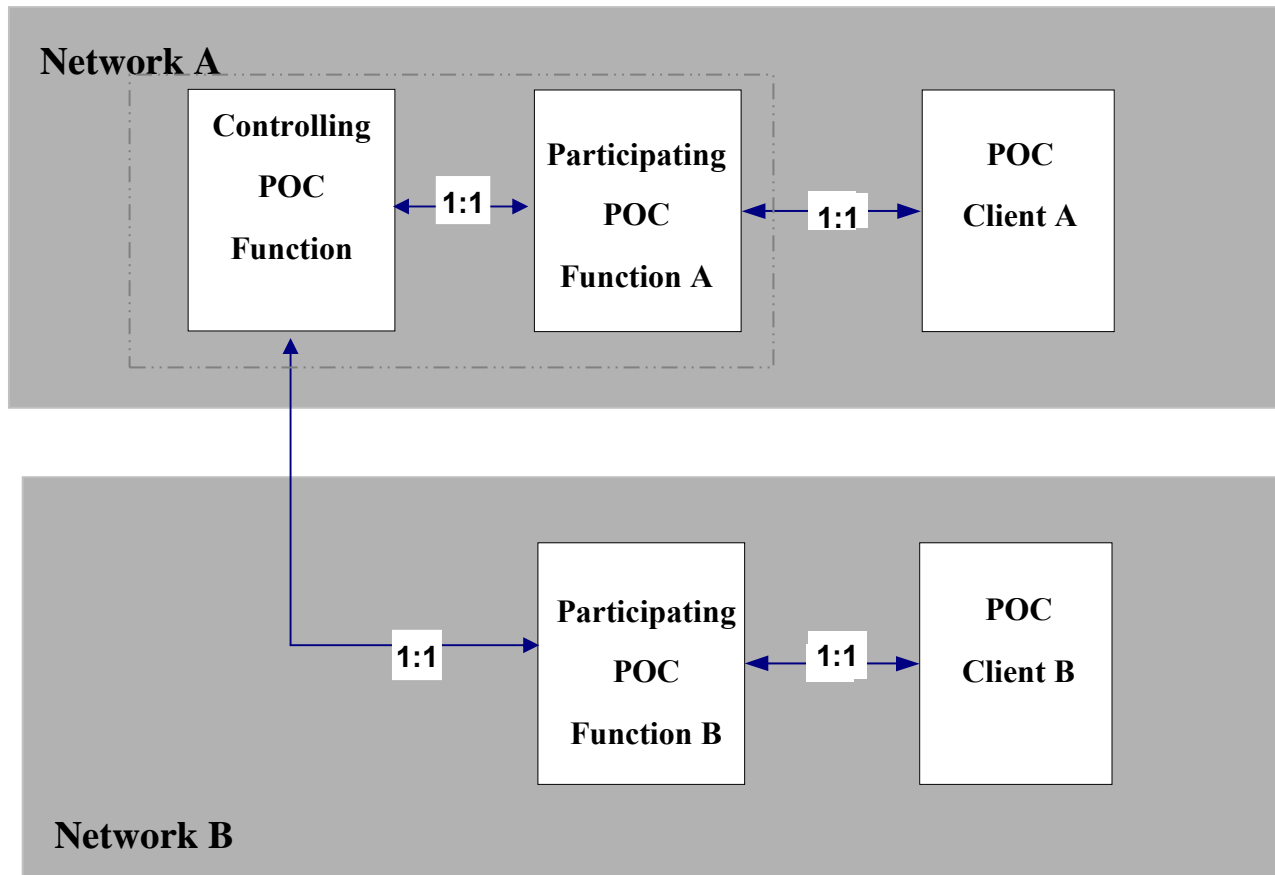 Network A
Controlling
POC
Function
1:1
Participating
POC
Function A
1:1
POC
Client A
1:1
Participating
POC
Function B
1:1
POC
Client B
Network B